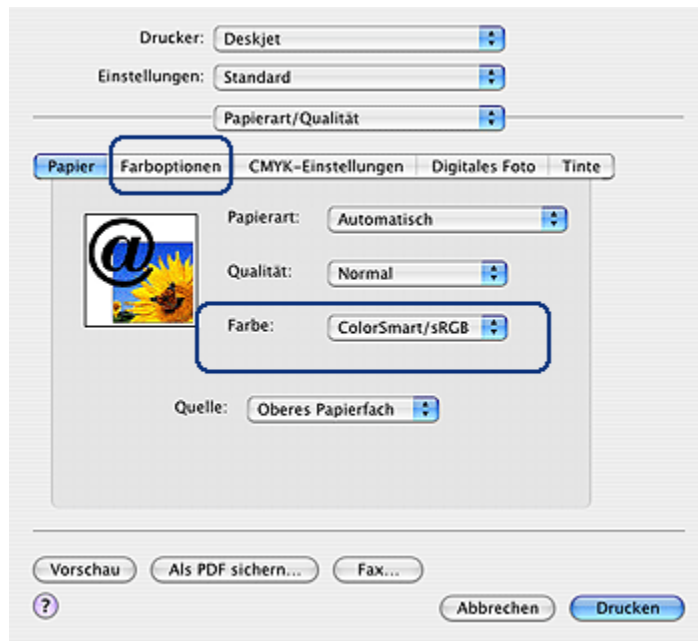 Drucker: Deskjet
Einstellungen: Standard
Papierart/Qualität
Papier Farboptionen CMYK-Einstellungen Digitales Foto Tinte
@
Papierart: Automatisch
Qualität: Normal
Farbe: ColorSmart/sRGB
Quelle: Oberes Papierfach
Vorschau Als PDF sichern... Fax...
? Abbrechen Drucken